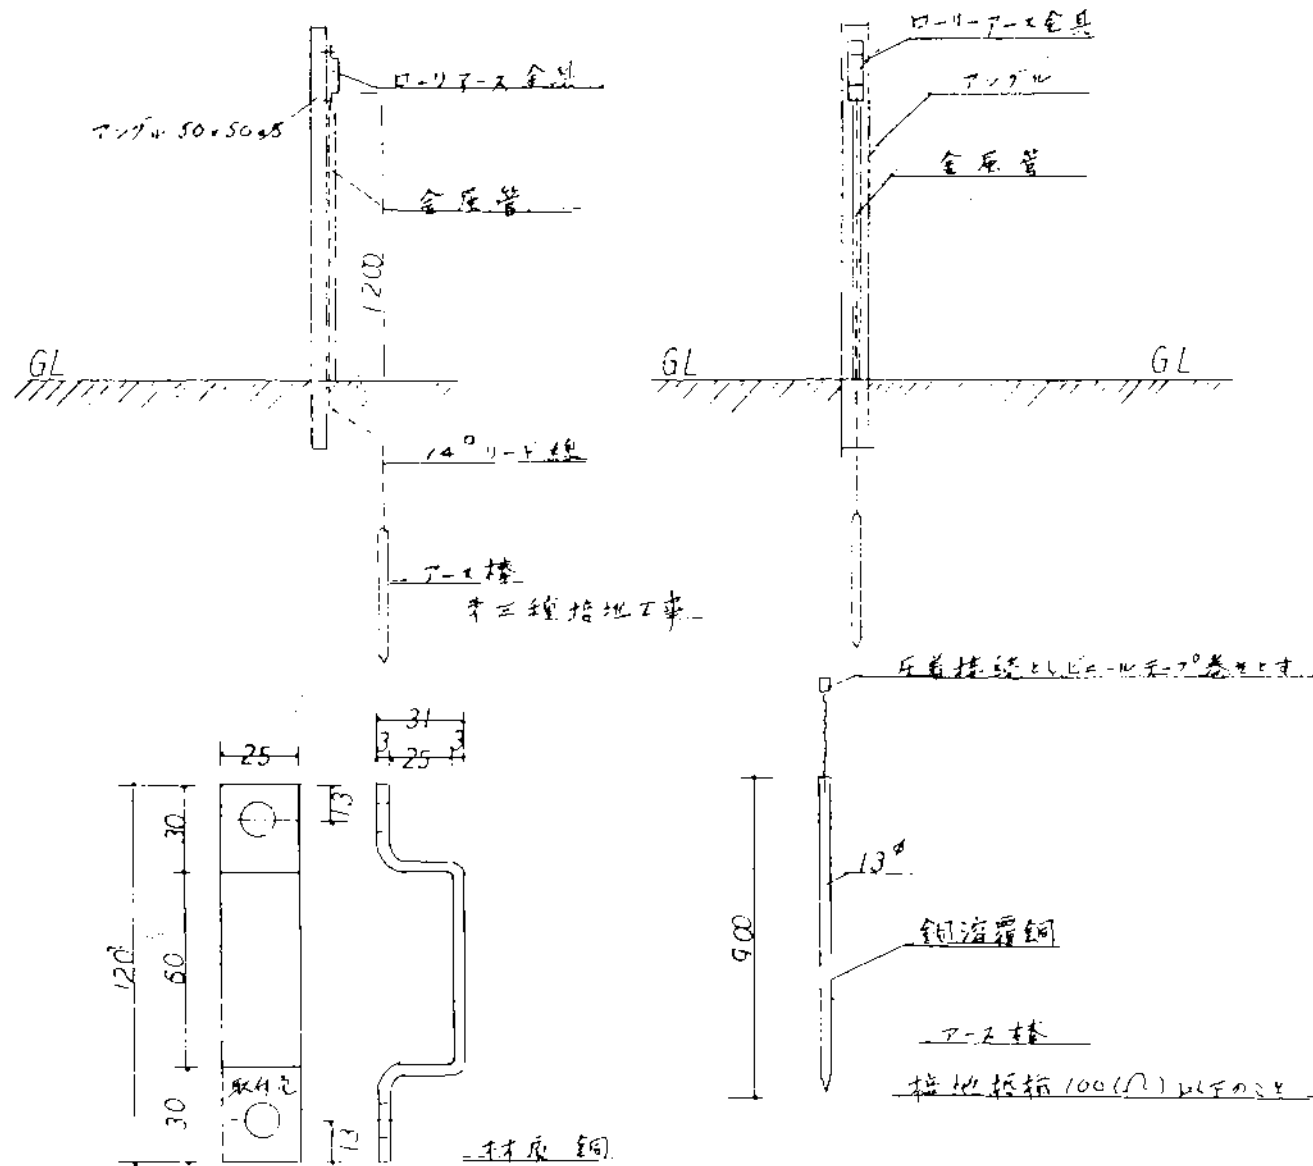 ローリアース金具
アングル 50×50×5
金属管
1200
GL
14□リード線
アース棒
第三種接地工事
ローリーアース金具
アングル
金属管
GL
GL
圧着接続としビニールテープ巻きとす
31
3
25
3
25
13
30
60
120
30
取付穴
13
材質 銅
900
13φ
銅溶覆鋼
アース棒
接地抵抗100(Ω)以下のこと